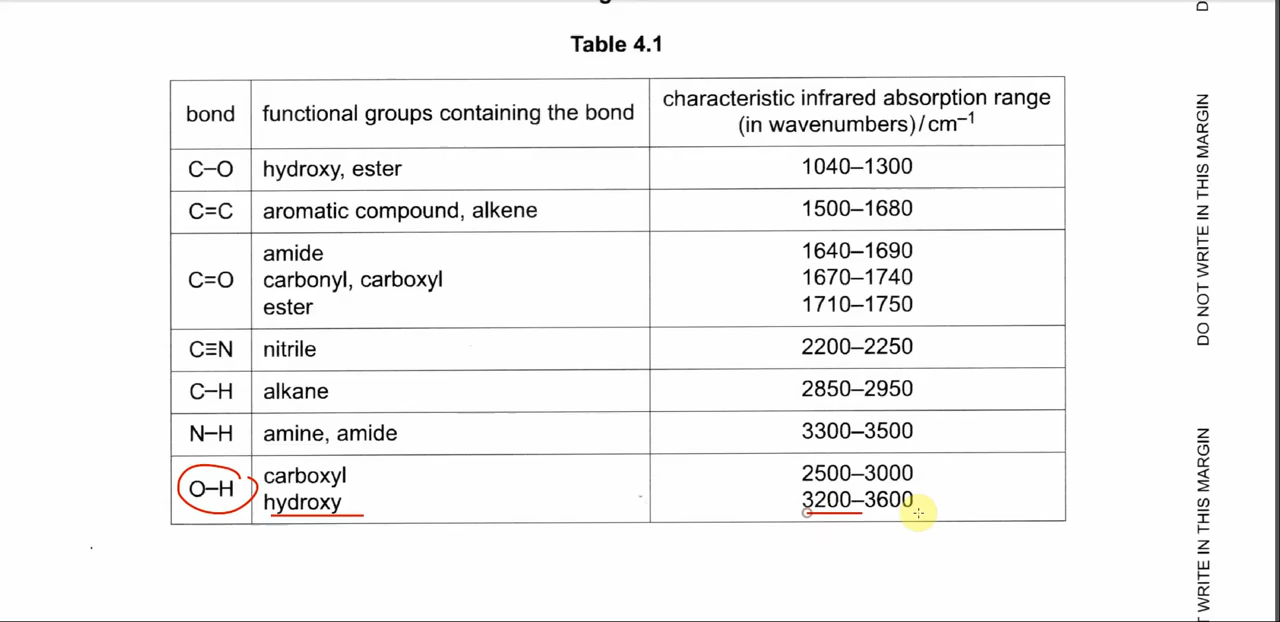 Table 4.1
bond functional groups containing the bond characteristic infrared absorption range
(in wavenumbers)/cm⁻¹
C–O hydroxy, ester 1040–1300
C=C aromatic compound, alkene 1500–1680
C=O amide 1640–1690
carbonyl, carboxyl 1670–1740
ester 1710–1750
C≡N nitrile 2200–2250
C–H alkane 2850–2950
N–H amine, amide 3300–3500
O–H carboxyl 2500–3000
hydroxy 3200–3600
DO NOT WRITE IN THIS MARGIN
WRITE IN THIS MARGIN